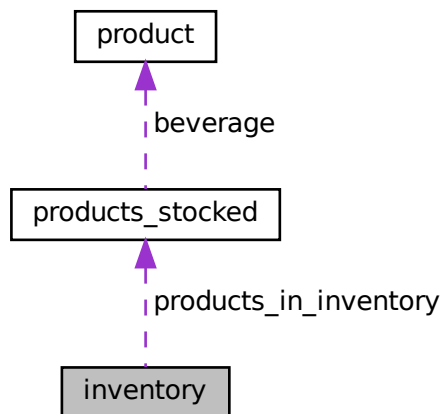 product
beverage
products_stocked
products_in_inventory
inventory